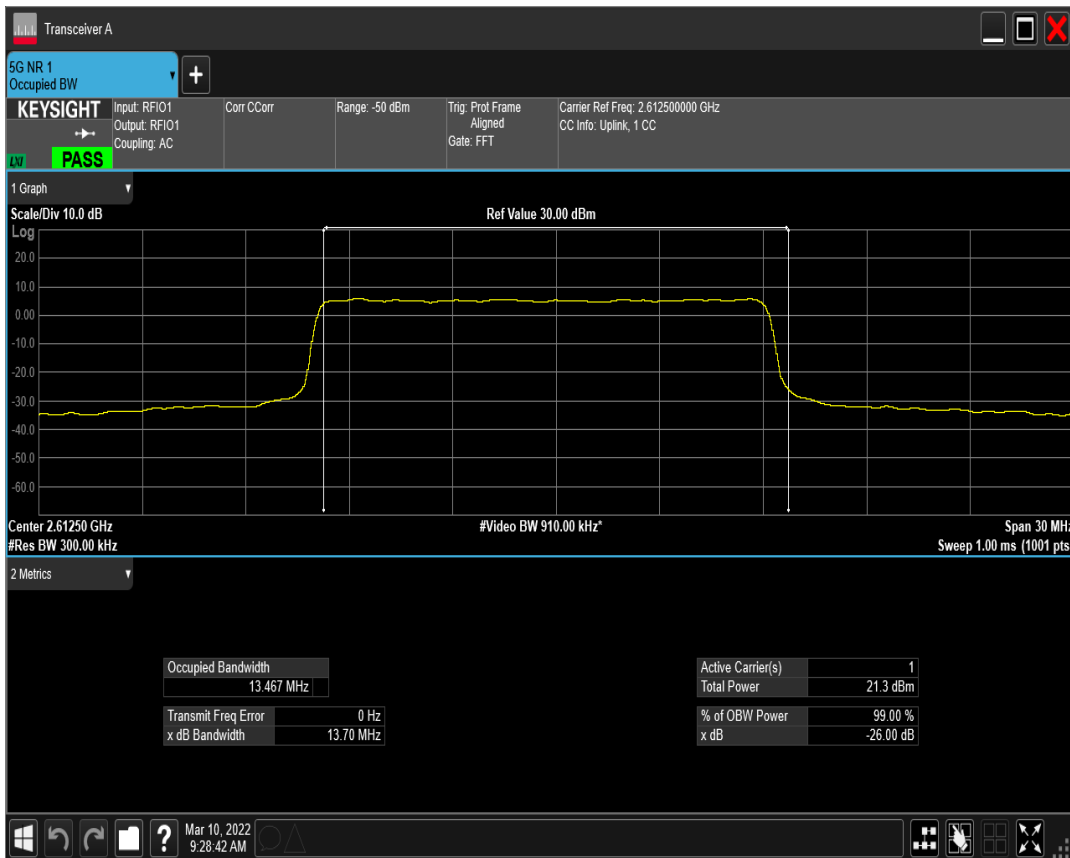 Transceiver A
5G NR 1
Occupied BW
+
KEYSIGHT
LXI
PASS
Input: RFIO1
Output: RFIO1
Coupling: AC
Corr CCorr
Range: -50 dBm
Trig: Prot Frame
Aligned
Gate: FFT
Carrier Ref Freq: 2.612500000 GHz
CC Info: Uplink, 1 CC
1 Graph
Scale/Div 10.0 dB
Ref Value 30.00 dBm
Log
20.0
10.0
0.00
-10.0
-20.0
-30.0
-40.0
-50.0
-60.0
Center 2.61250 GHz
#Video BW 910.00 kHz*
Span 30 MHz
#Res BW 300.00 kHz
Sweep 1.00 ms (1001 pts
2 Metrics
Occupied Bandwidth
13.467 MHz
Transmit Freq Error 0 Hz
x dB Bandwidth 13.70 MHz
Active Carrier(s) 1
Total Power 21.3 dBm
% of OBW Power 99.00 %
x dB -26.00 dB
?
Mar 10, 2022
9:28:42 AM